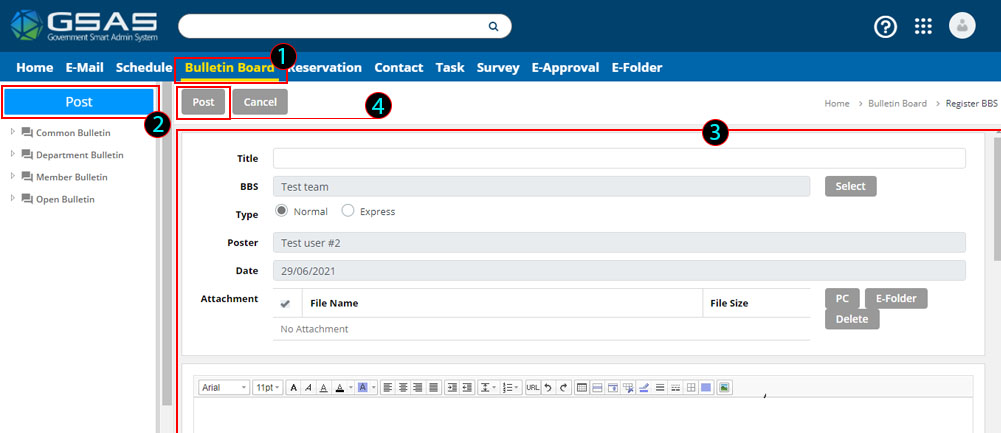 GSAS
Government Smart Admin System
Home E-Mail Schedule Bulletin Board Reservation Contact Task Survey E-Approval E-Folder
1
Post
2
Common Bulletin
Department Bulletin
Member Bulletin
Open Bulletin
Post Cancel
4
Home > Bulletin Board > Register BBS
3
Title
BBS Test team Select
Type Normal Express
Poster Test user #2
Date 29/06/2021
Attachment File Name File Size PC E-Folder
Delete
No Attachment
Arial 11pt A A A A A URL